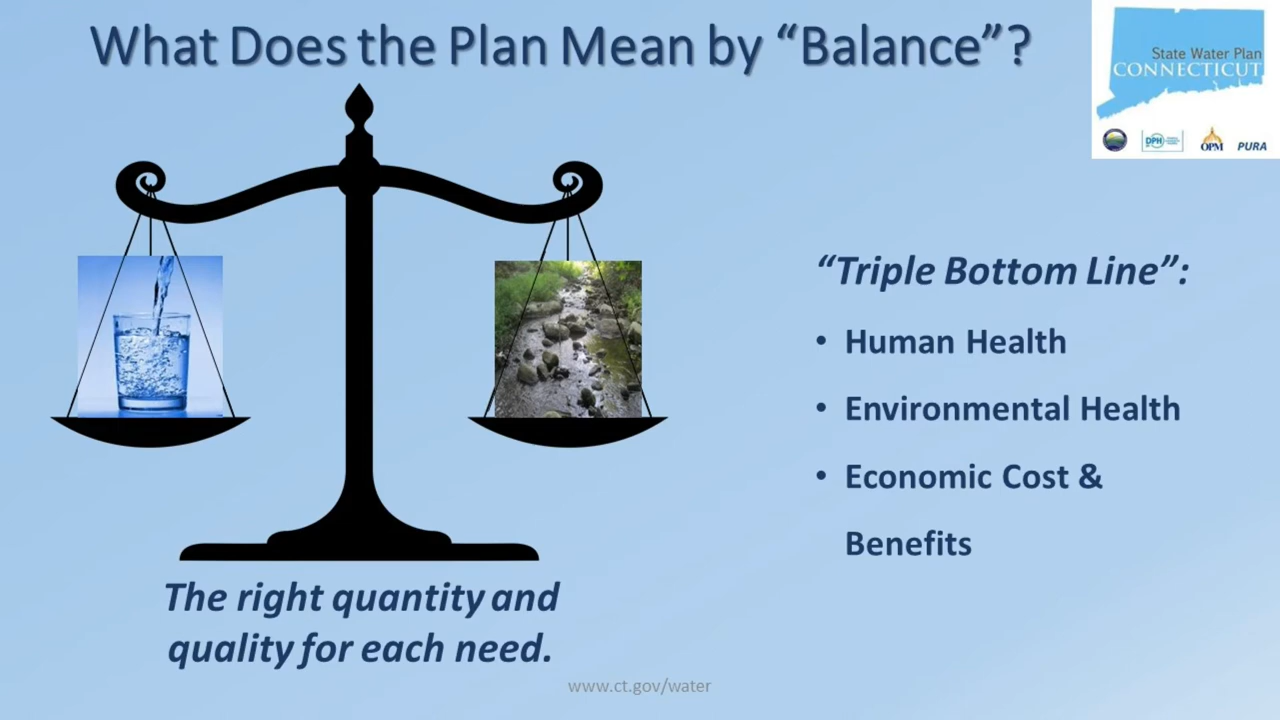 What Does the Plan Mean by “Balance”?
State Water Plan
CONNECTICUT
DPH
OPM
PURA
“Triple Bottom Line”:
• Human Health
• Environmental Health
• Economic Cost &
Benefits
The right quantity and
quality for each need.
www.ct.gov/water